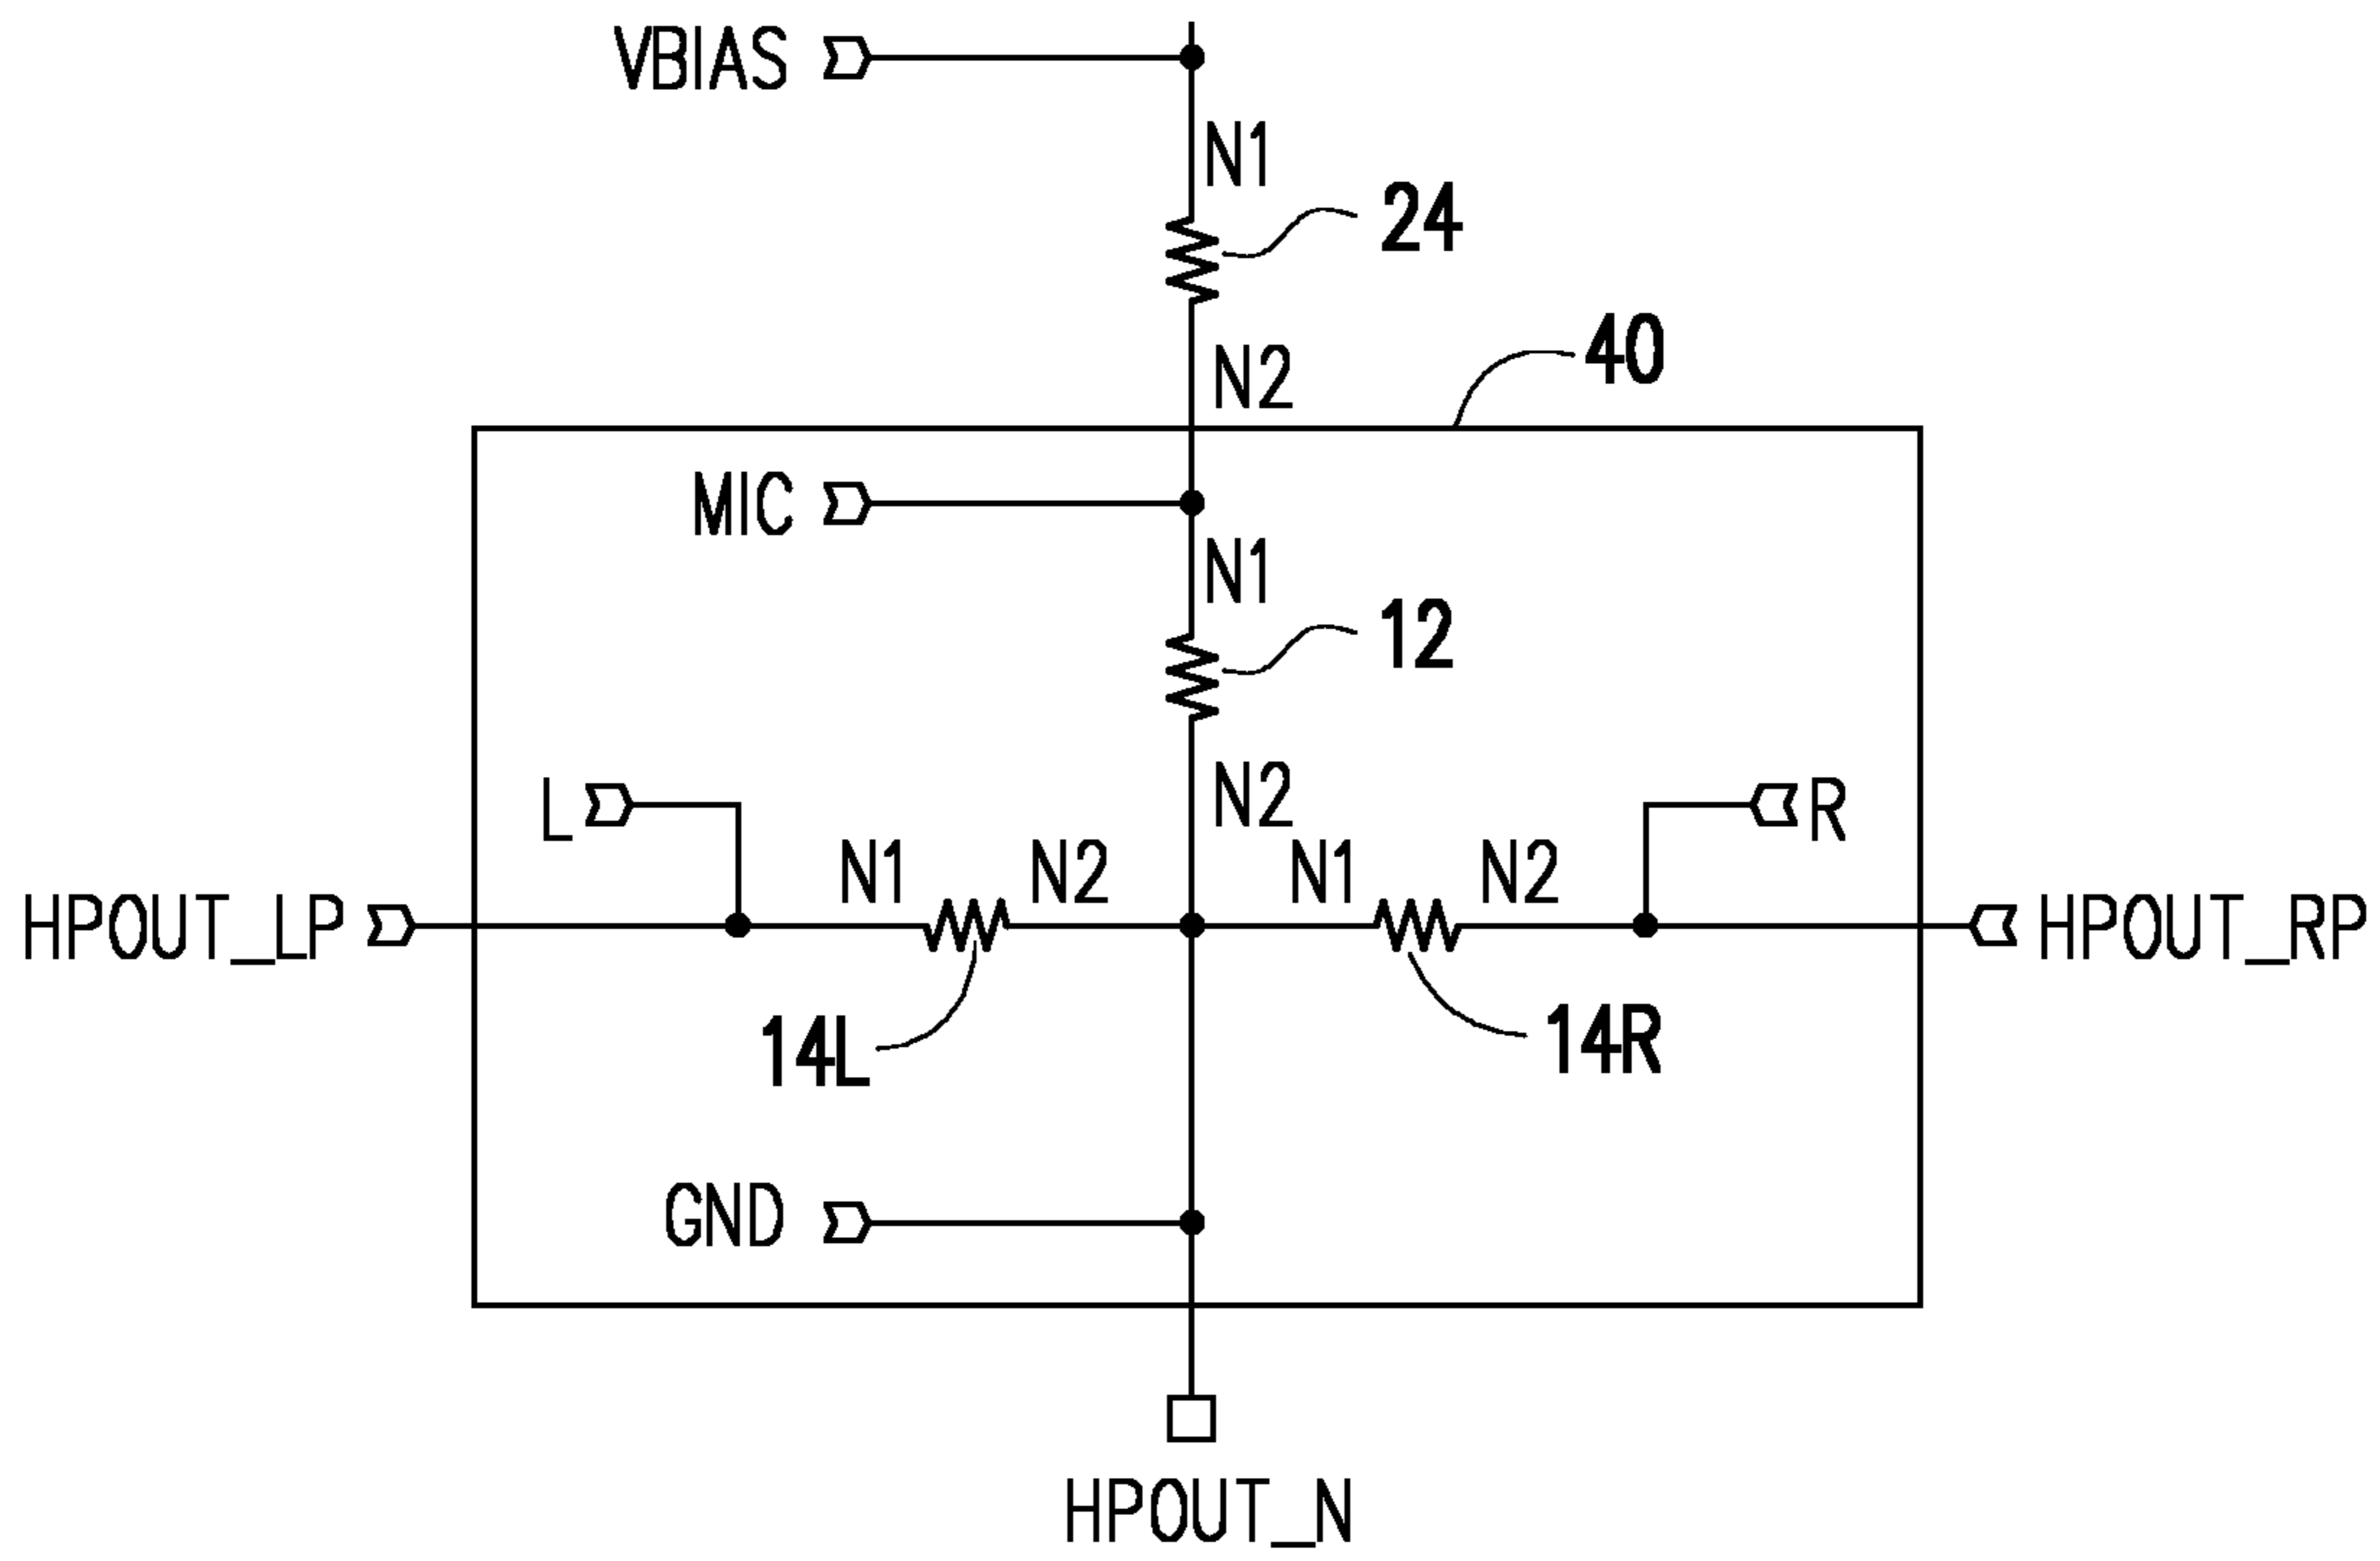 VBIAS
N1
24
N2
40
MIC
N1
12
N2
L
R
N1
N2
N1
N2
HPOUT_LP
HPOUT_RP
14L
14R
GND
HPOUT_N